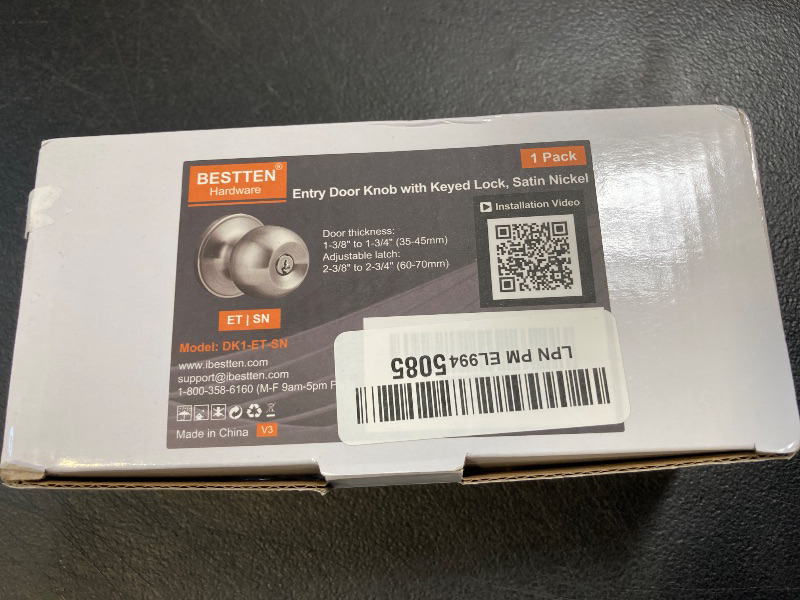 BESTTEN®
Hardware
1 Pack
Entry Door Knob with Keyed Lock, Satin Nickel
Installation Video
Door thickness:
1-3/8" to 1-3/4" (35-45mm)
Adjustable latch:
2-3/8" to 2-3/4" (60-70mm)
ET | SN
Model: DK1-ET-SN
www.ibestten.com
support@ibestten.com
1-800-358-6160 (M-F 9am-5pm
Made in China V3
LPN PM EL9945085